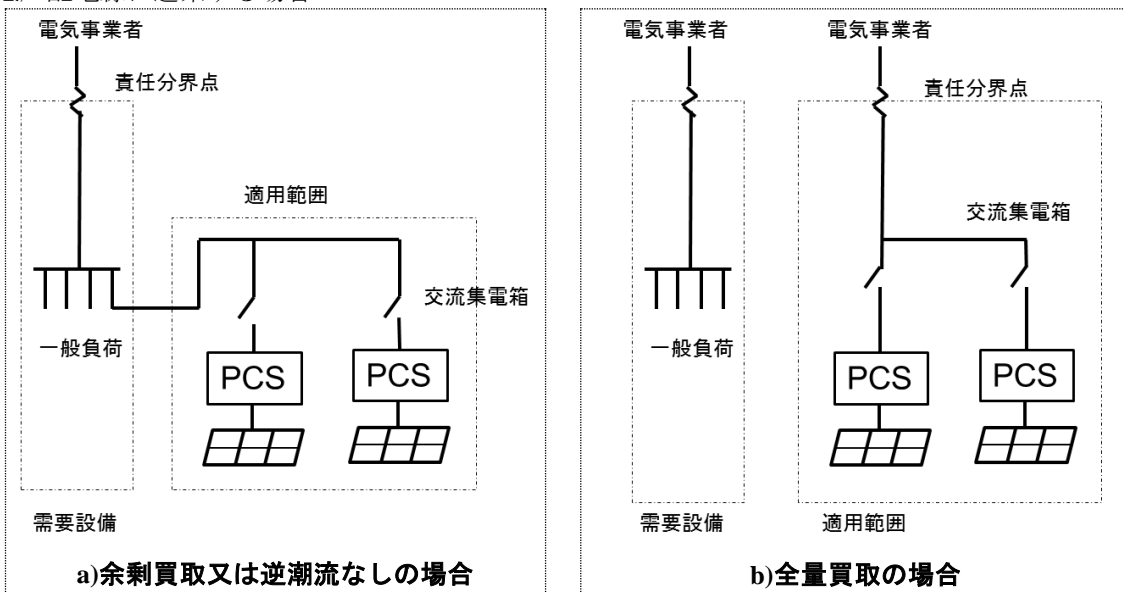 電気事業者
責任分界点
適用範囲
交流集電箱
一般負荷
PCS
PCS
需要設備
a)余剰買取又は逆潮流なしの場合
電気事業者
電気事業者
責任分界点
交流集電箱
一般負荷
PCS
PCS
需要設備
適用範囲
b)全量買取の場合